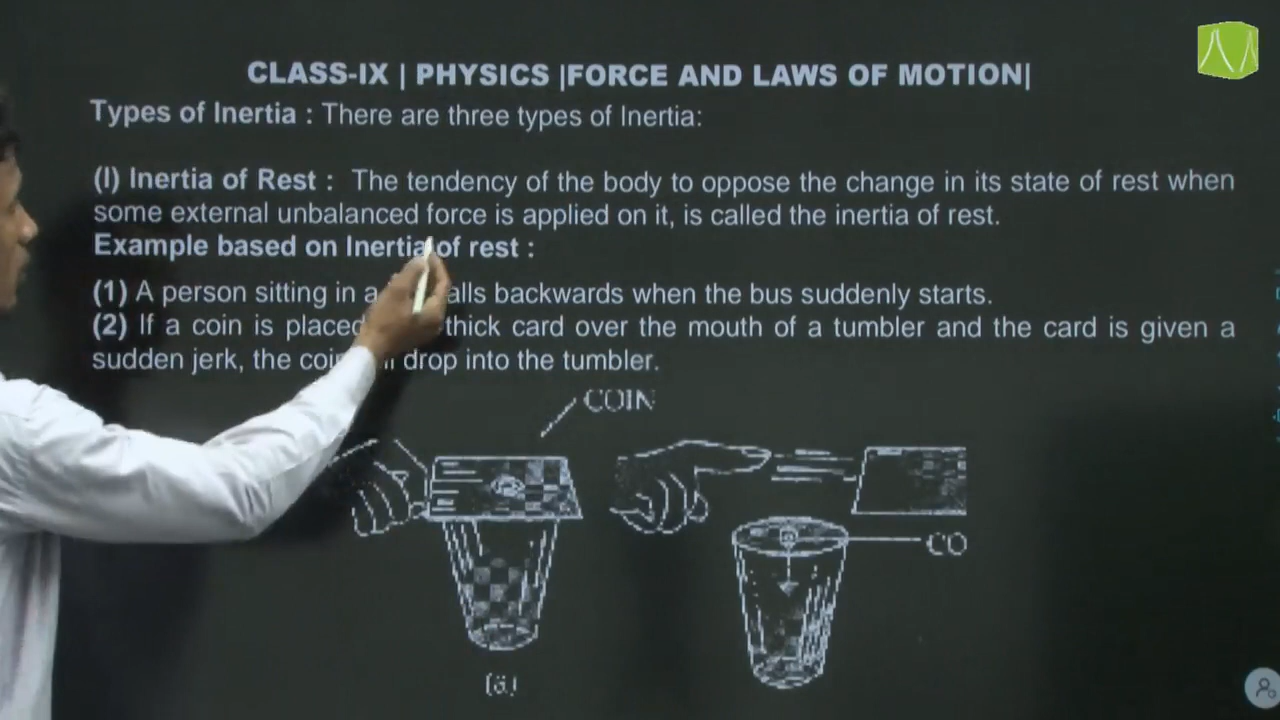 CLASS-IX | PHYSICS |FORCE AND LAWS OF MOTION|
Types of Inertia : There are three types of Inertia:
(I) Inertia of Rest : The tendency of the body to oppose the change in its state of rest when
some external unbalanced force is applied on it, is called the inertia of rest.
Example based on Inertia of rest :
(1) A person sitting in a alls backwards when the bus suddenly starts.
(2) If a coin is placed thick card over the mouth of a tumbler and the card is given a
sudden jerk, the coi drop into the tumbler.
COIN
CO
(a)